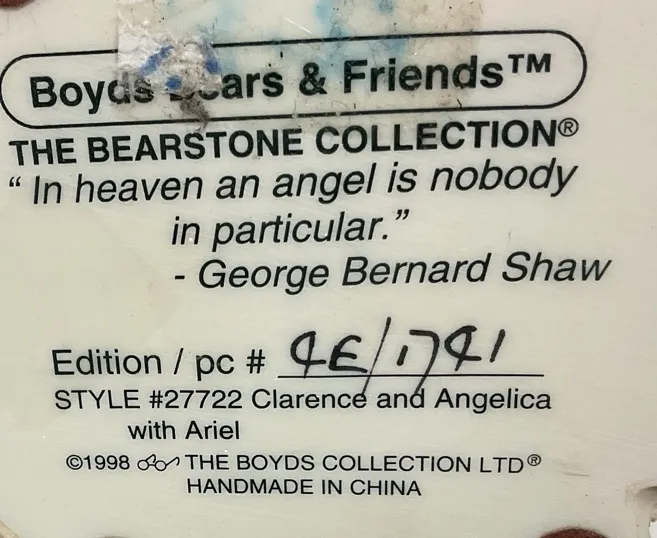 Boyds Bears & Friends™
THE BEARSTONE COLLECTION®
“ In heaven an angel is nobody
in particular.”
- George Bernard Shaw
Edition / pc # 4E/1741
STYLE #27722 Clarence and Angelica
with Ariel
©1998 THE BOYDS COLLECTION LTD®
HANDMADE IN CHINA